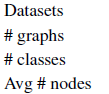 Datasets
# graphs
# classes
Avg # nodes